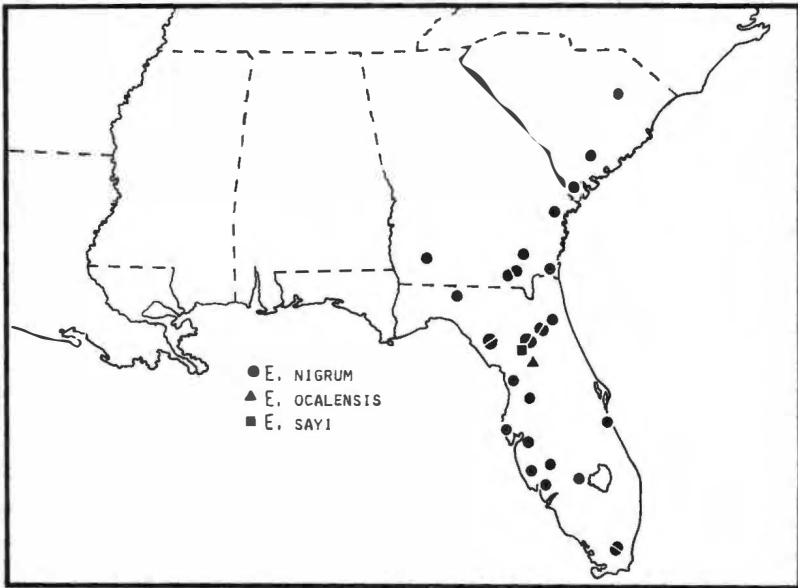 ● E. NIGRUM
▲ E. OCALENSIS
■ E. SAYI